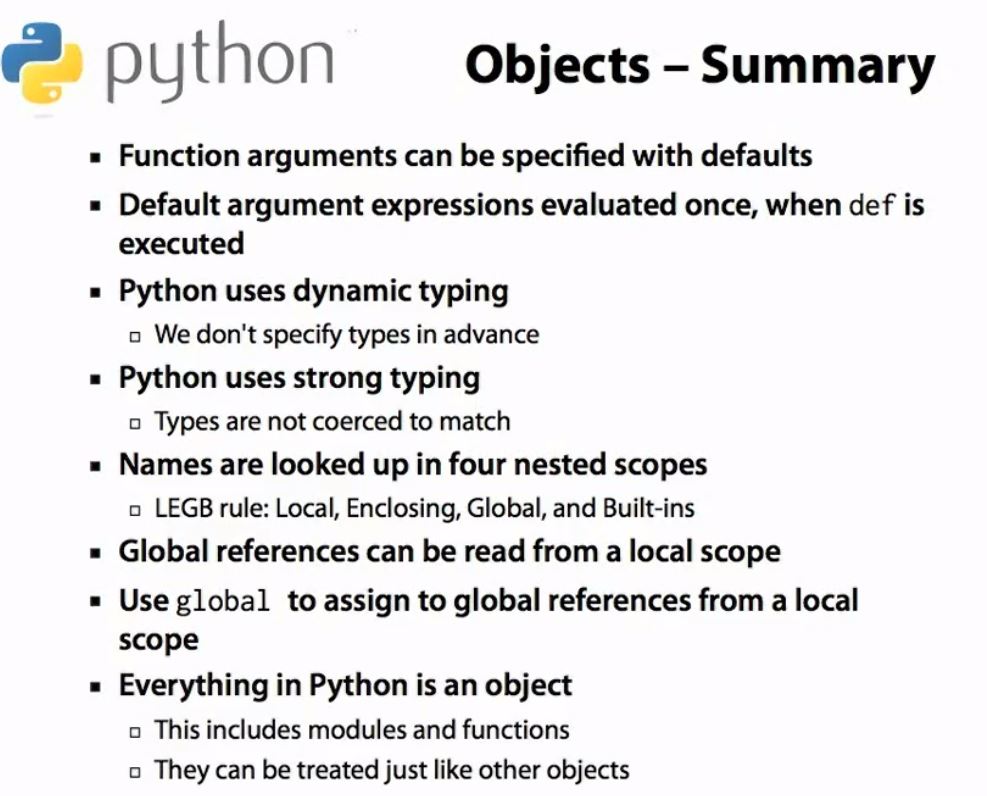 python
Objects – Summary
▪ Function arguments can be specified with defaults
▪ Default argument expressions evaluated once, when def is
executed
▪ Python uses dynamic typing
▫ We don't specify types in advance
▪ Python uses strong typing
▫ Types are not coerced to match
▪ Names are looked up in four nested scopes
▫ LEGB rule: Local, Enclosing, Global, and Built-ins
▪ Global references can be read from a local scope
▪ Use global to assign to global references from a local
scope
▪ Everything in Python is an object
▫ This includes modules and functions
▫ They can be treated just like other objects